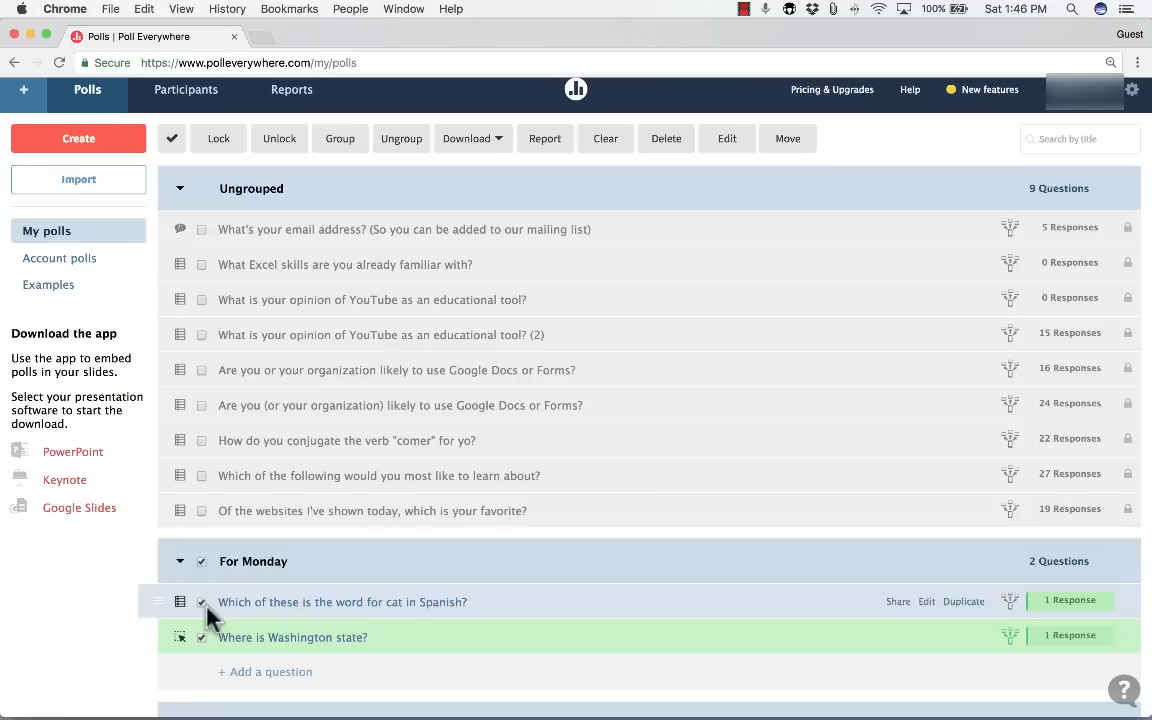 Chrome File Edit View History Bookmarks People Window Help 100% Sat 1:46 PM
Polls | Poll Everywhere Guest
Secure https://www.polleverywhere.com/my/polls
+ Polls Participants Reports Pricing & Upgrades Help New features
Create Lock Unlock Group Ungroup Download Report Clear Delete Edit Move Search by title
Import
Ungrouped 9 Questions
My polls
Account polls
Examples
What's your email address? (So you can be added to our mailing list) 5 Responses
What Excel skills are you already familiar with? 0 Responses
What is your opinion of YouTube as an educational tool? 0 Responses
What is your opinion of YouTube as an educational tool? (2) 15 Responses
Are you or your organization likely to use Google Docs or Forms? 16 Responses
Are you (or your organization) likely to use Google Docs or Forms? 24 Responses
How do you conjugate the verb "comer" for yo? 22 Responses
Which of the following would you most like to learn about? 27 Responses
Of the websites I've shown today, which is your favorite? 19 Responses
Download the app
Use the app to embed
polls in your slides.
Select your presentation
software to start the
download.
PowerPoint
Keynote
Google Slides
For Monday 2 Questions
Which of these is the word for cat in Spanish? Share Edit Duplicate 1 Response
Where is Washington state? 1 Response
+ Add a question
?